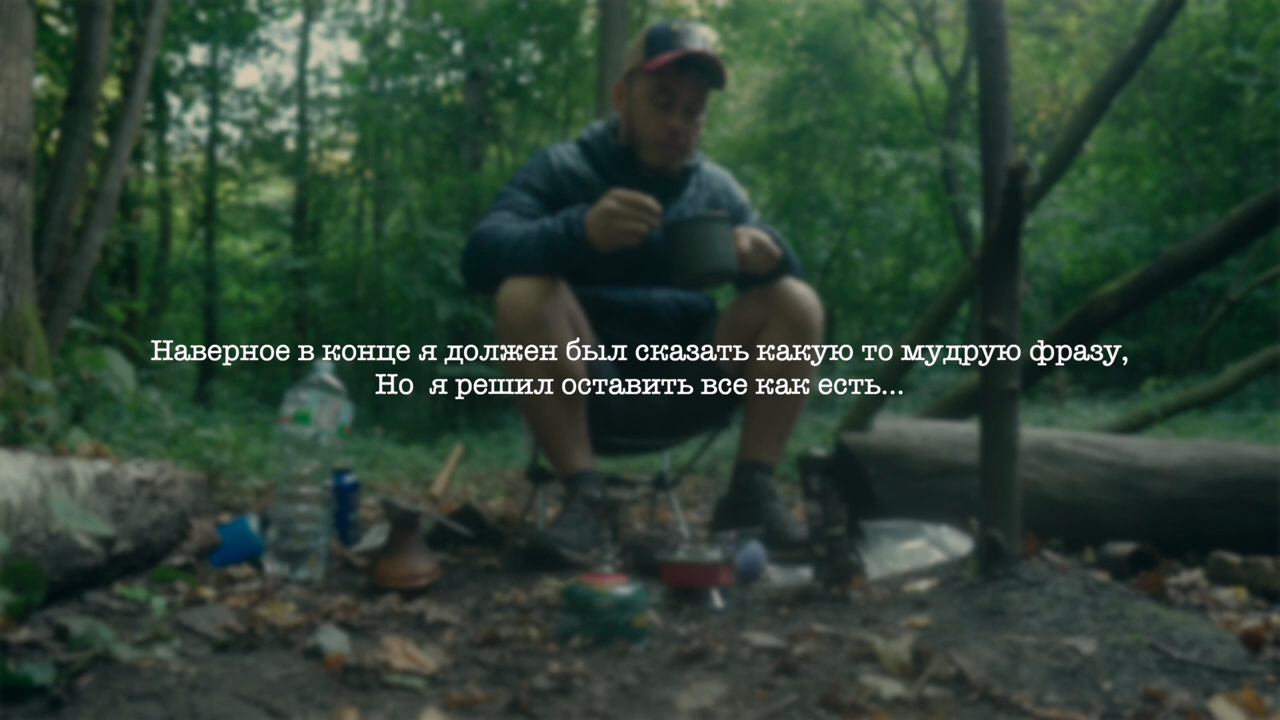 Наверное в конце я должен был сказать какую то мудрую фразу,
Но  я решил оставить все как есть...